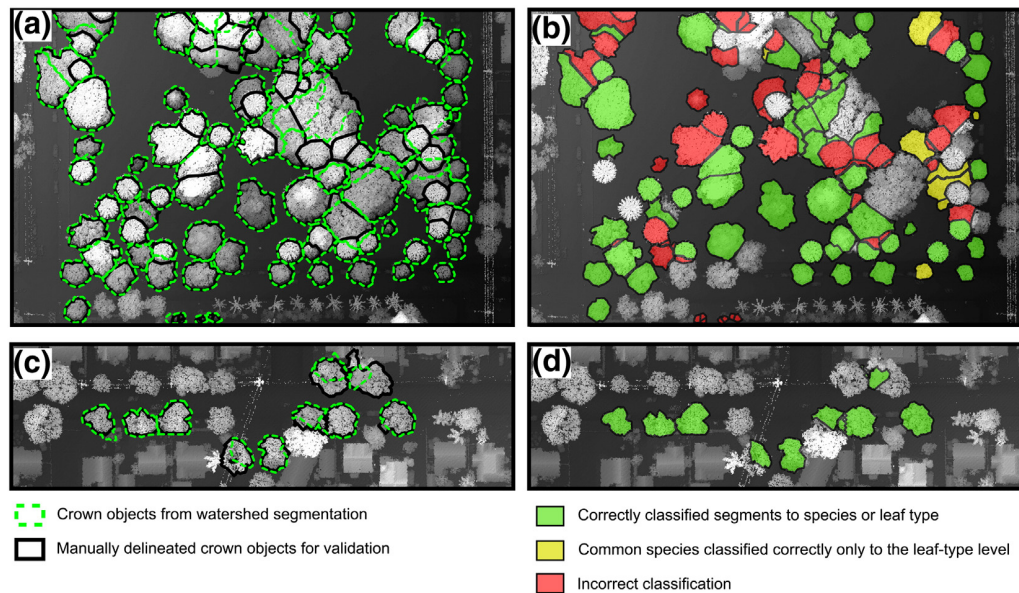 (a)
(b)
(c)
(d)
Crown objects from watershed segmentation
Manually delineated crown objects for validation
Correctly classified segments to species or leaf type
Common species classified correctly only to the leaf-type level
Incorrect classification